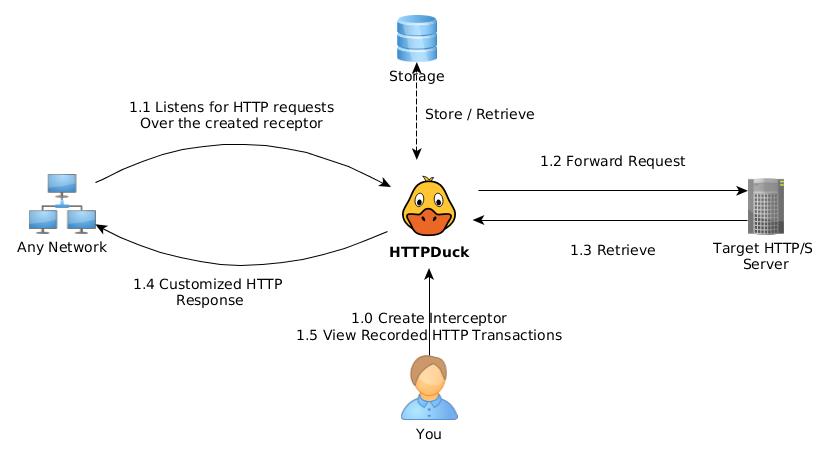 Storage
1.1 Listens for HTTP requests
Over the created receptor
Store / Retrieve
1.2 Forward Request
Any Network
HTTPDuck
1.3 Retrieve
Target HTTP/S
Server
1.4 Customized HTTP
Response
1.0 Create Interceptor
1.5 View Recorded HTTP Transactions
You